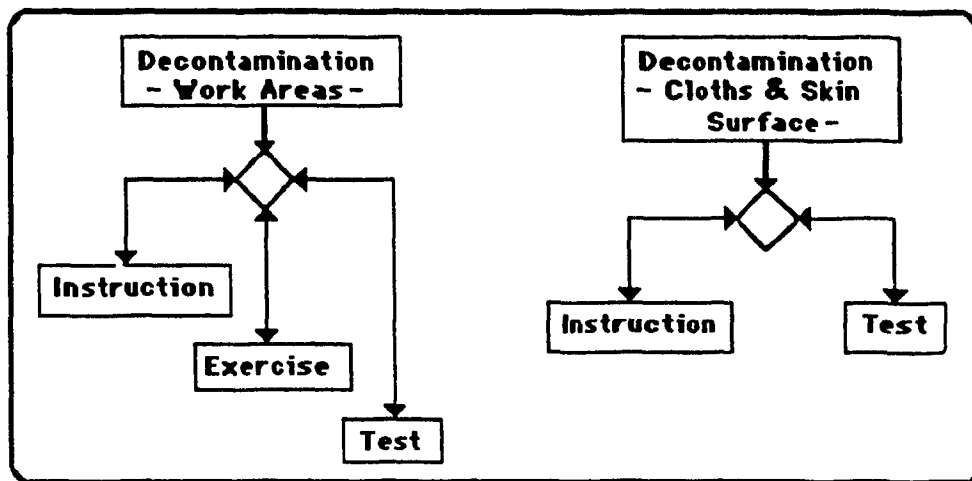 Decontamination
- Work Areas -
Instruction
Exercise
Test
Decontamination
- Cloths & Skin
Surface -
Instruction
Test